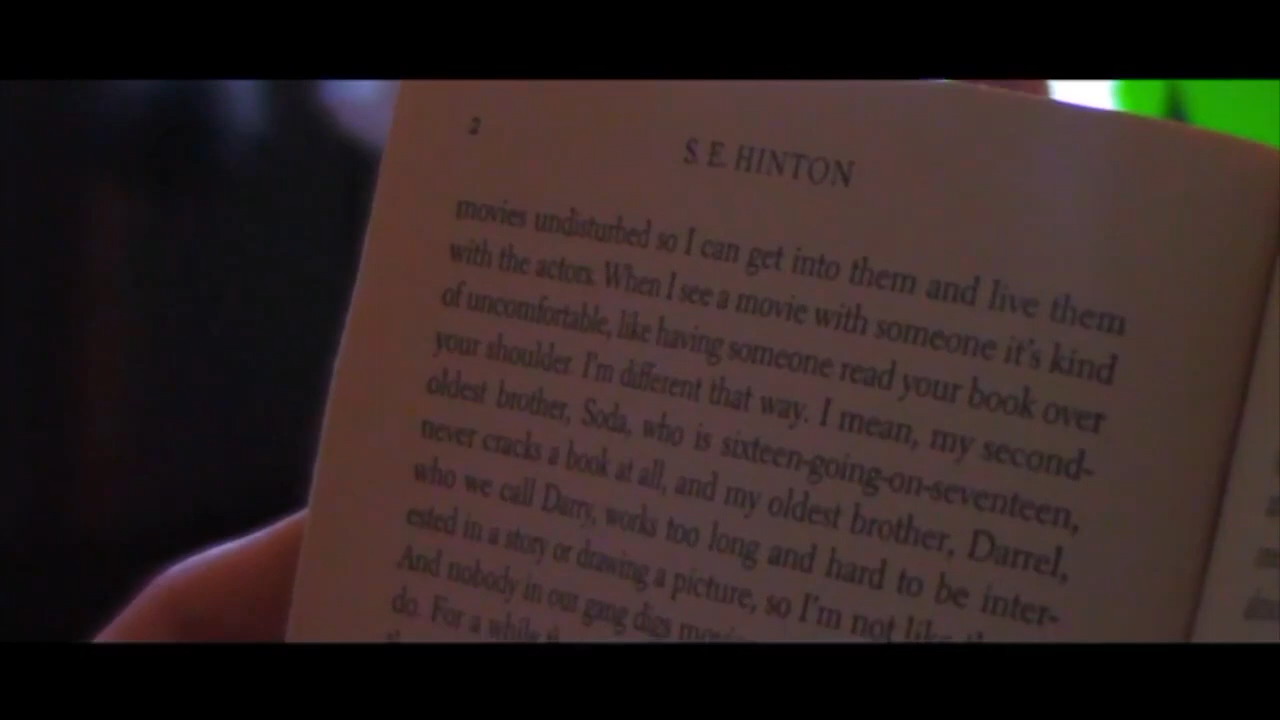 2
S. E. HINTON
movies undisturbed so I can get into them and live them
with the actors. When I see a movie with someone it's kind
of uncomfortable, like having someone read your book over
your shoulder. I'm different that way. I mean, my second-
oldest brother, Soda, who is sixteen-going-on-seventeen,
never cracks a book at all, and my oldest brother, Darrel,
who we call Darry, works too long and hard to be inter-
ested in a story or drawing a picture, so I'm not like
And nobody in our gang digs
do. For a while